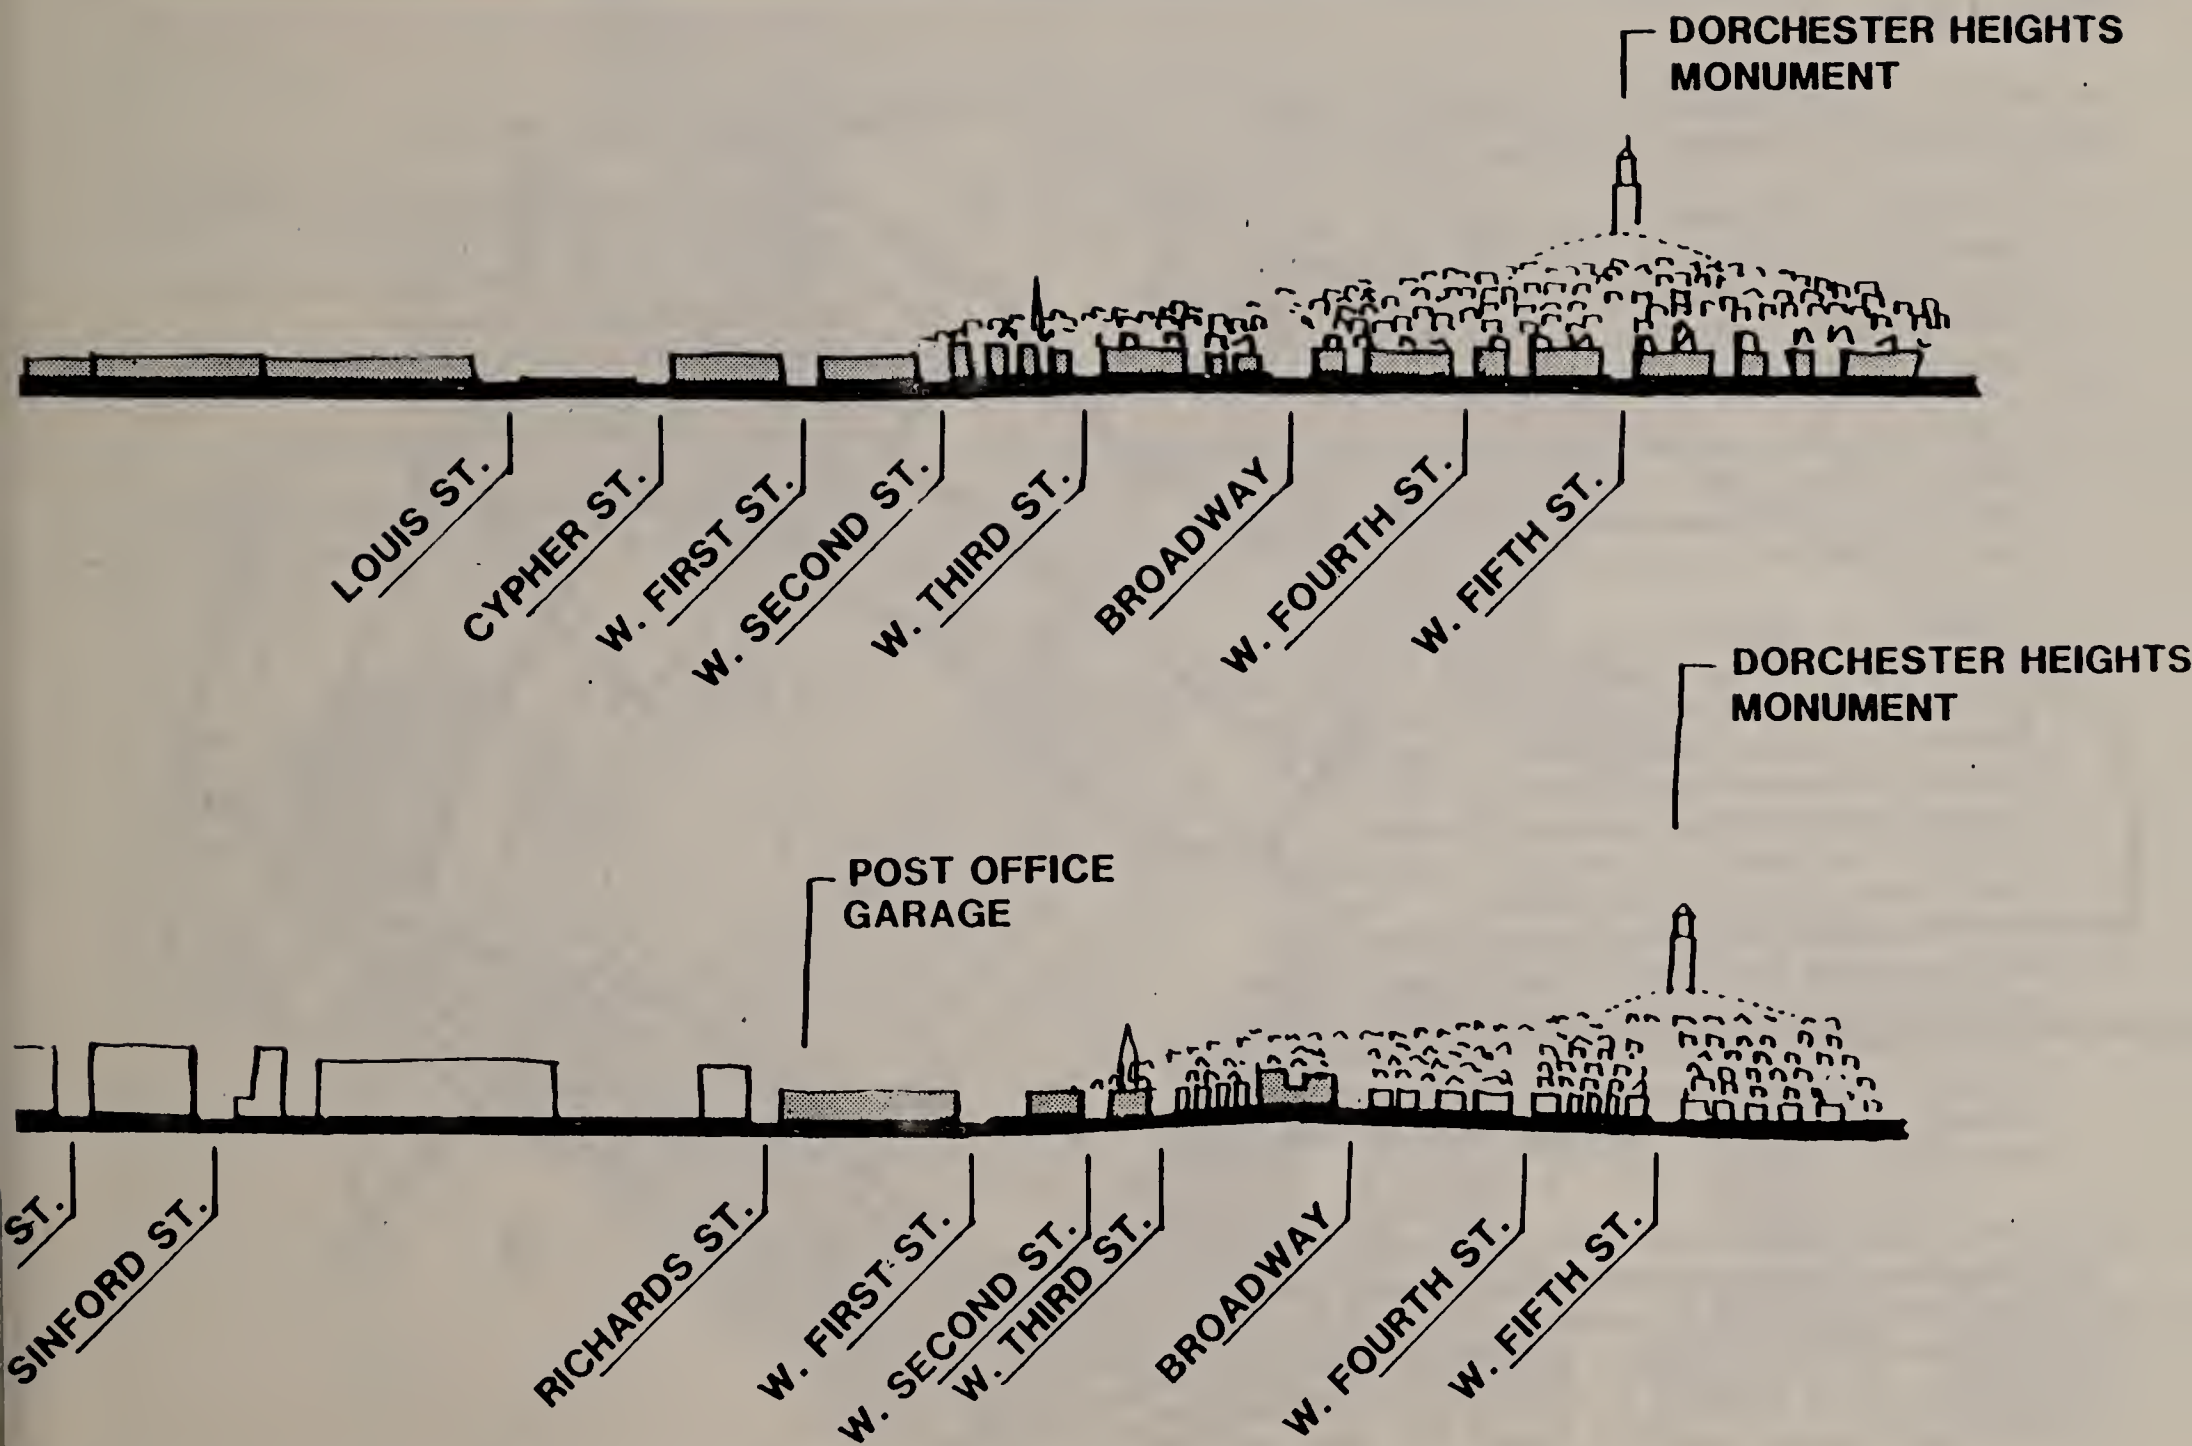 DORCHESTER HEIGHTS
MONUMENT
LOUIS ST.
CYPHER ST.
W. FIRST ST.
W. SECOND ST.
W. THIRD ST.
BROADWAY
W. FOURTH ST.
W. FIFTH ST.
DORCHESTER HEIGHTS
MONUMENT
POST OFFICE
GARAGE
ST.
SINFORD ST.
RICHARDS ST.
W. FIRST ST.
W. SECOND ST.
W. THIRD ST.
BROADWAY
W. FOURTH ST.
W. FIFTH ST.